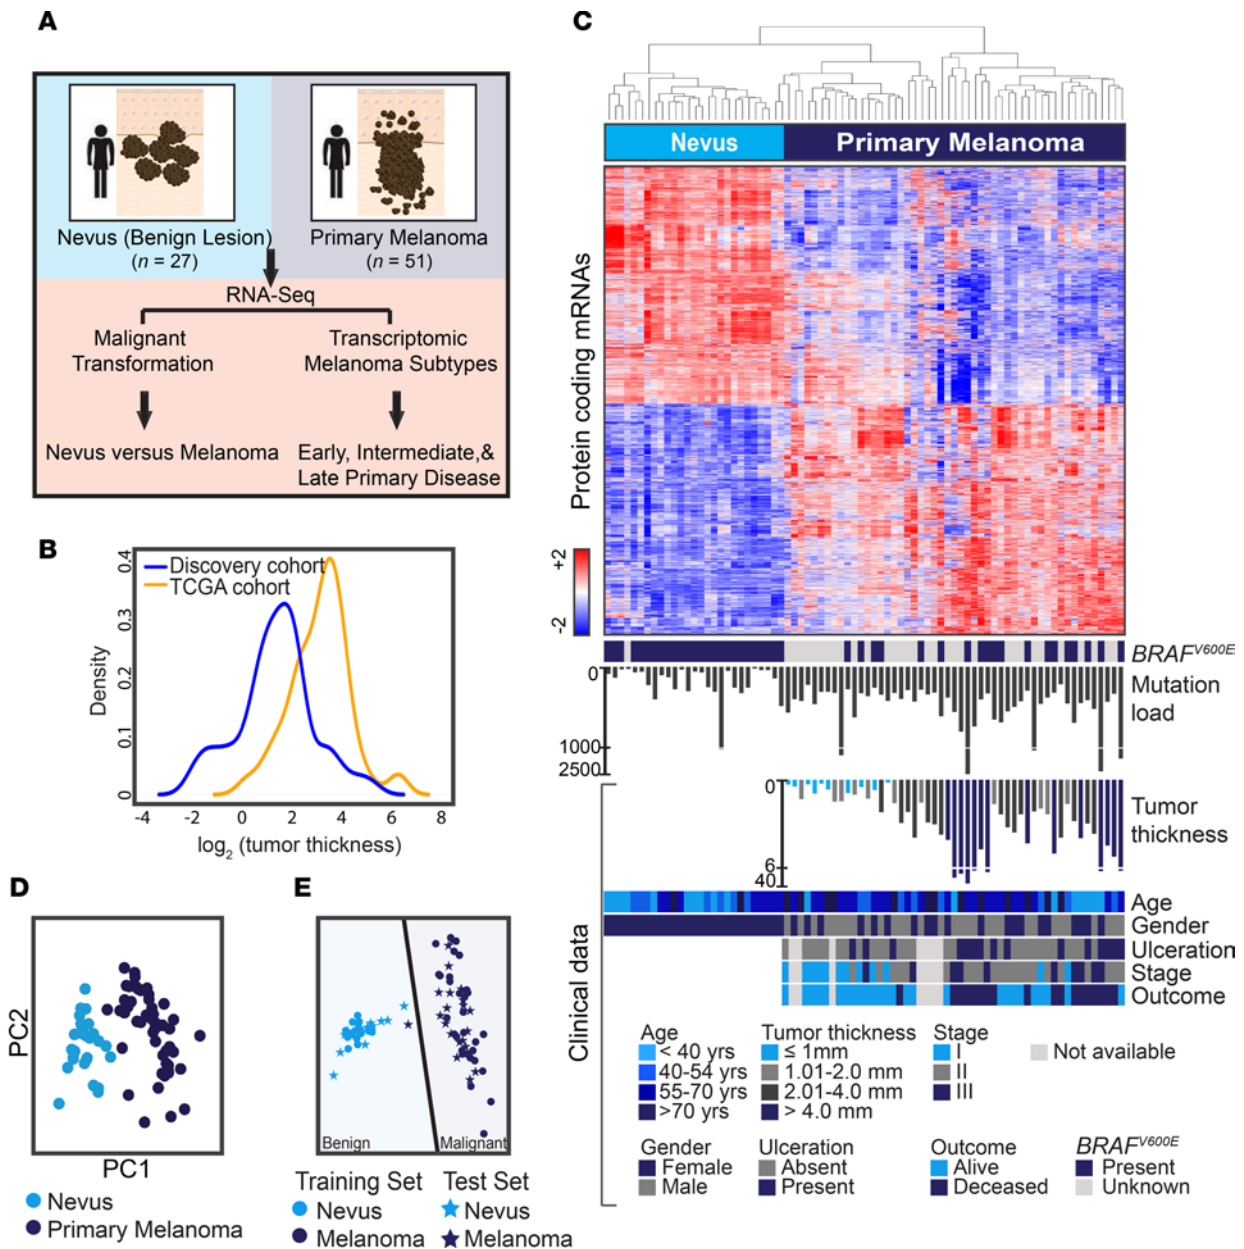 A
Nevus (Benign Lesion)
(n = 27)
Primary Melanoma
(n = 51)
RNA-Seq
Malignant
Transformation
Transcriptomic
Melanoma Subtypes
Nevus versus Melanoma
Early, Intermediate,&
Late Primary Disease
B
Discovery cohort
TCGA cohort
Density
0.4
0.3
0.2
0.1
0
-4 -2 0 2 4 6 8
log2 (tumor thickness)
C
Nevus
Primary Melanoma
Protein coding mRNAs
+2
-2
BRAFV600E
0
1000
2500
Mutation
load
0
6
40
Tumor
thickness
Clinical data
Age
Gender
Ulceration
Stage
Outcome
Age
< 40 yrs
40-54 yrs
55-70 yrs
>70 yrs
Tumor thickness
≤ 1mm
1.01-2.0 mm
2.01-4.0 mm
> 4.0 mm
Stage
I
II
III
Not available
Gender
Female
Male
Ulceration
Absent
Present
Outcome
Alive
Deceased
BRAFV600E
Present
Unknown
D
PC2
PC1
Nevus
Primary Melanoma
E
Benign
Malignant
Training Set
Nevus
Melanoma
Test Set
Nevus
Melanoma